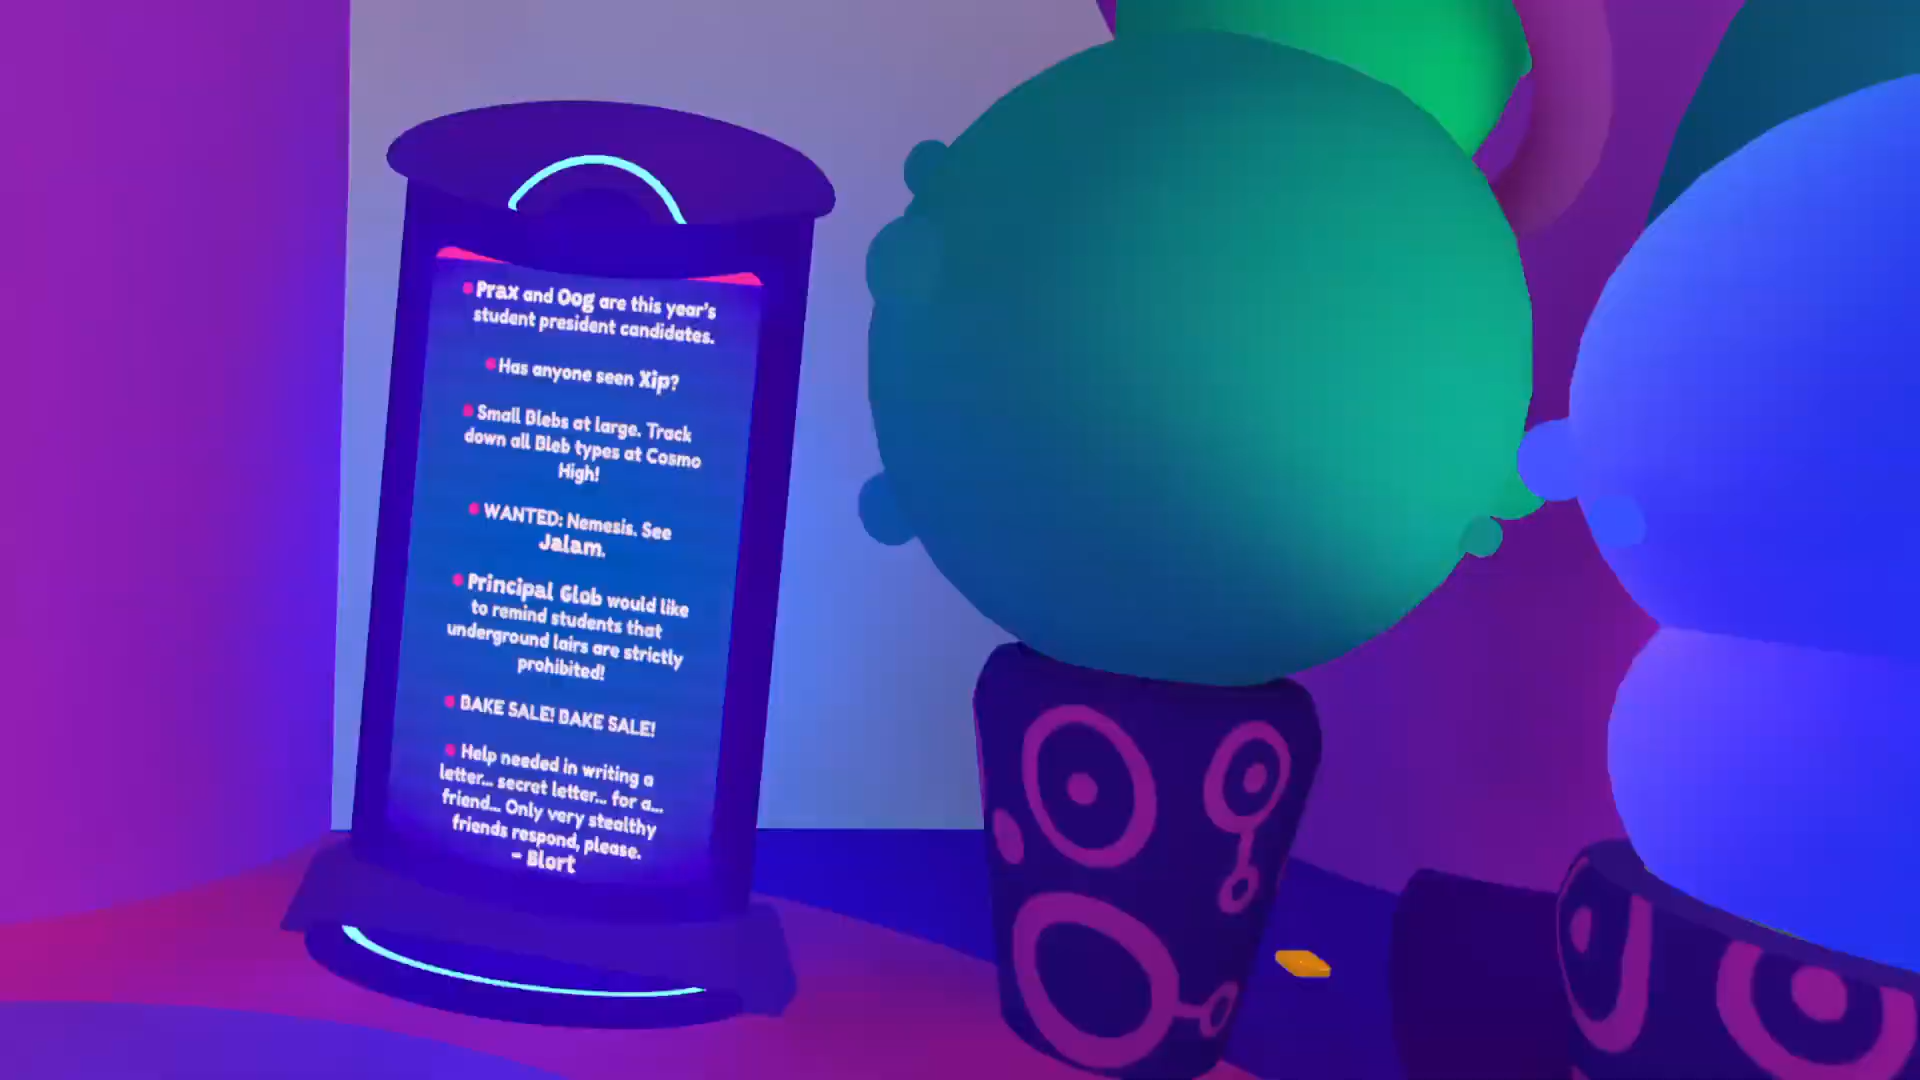 Prax and Oog are this year's
student president candidates.
Has anyone seen Xip?
Small Blebs at large. Track
down all Bleb types at Cosmo
High!
WANTED: Nemesis. See
Jalam.
Principal Glob would like
to remind students that
underground lairs are strictly
prohibited!
BAKE SALE! BAKE SALE!
Help needed in writing a
letter... secret letter... for a...
friend... Only very stealthy
friends respond, please.
- Blort